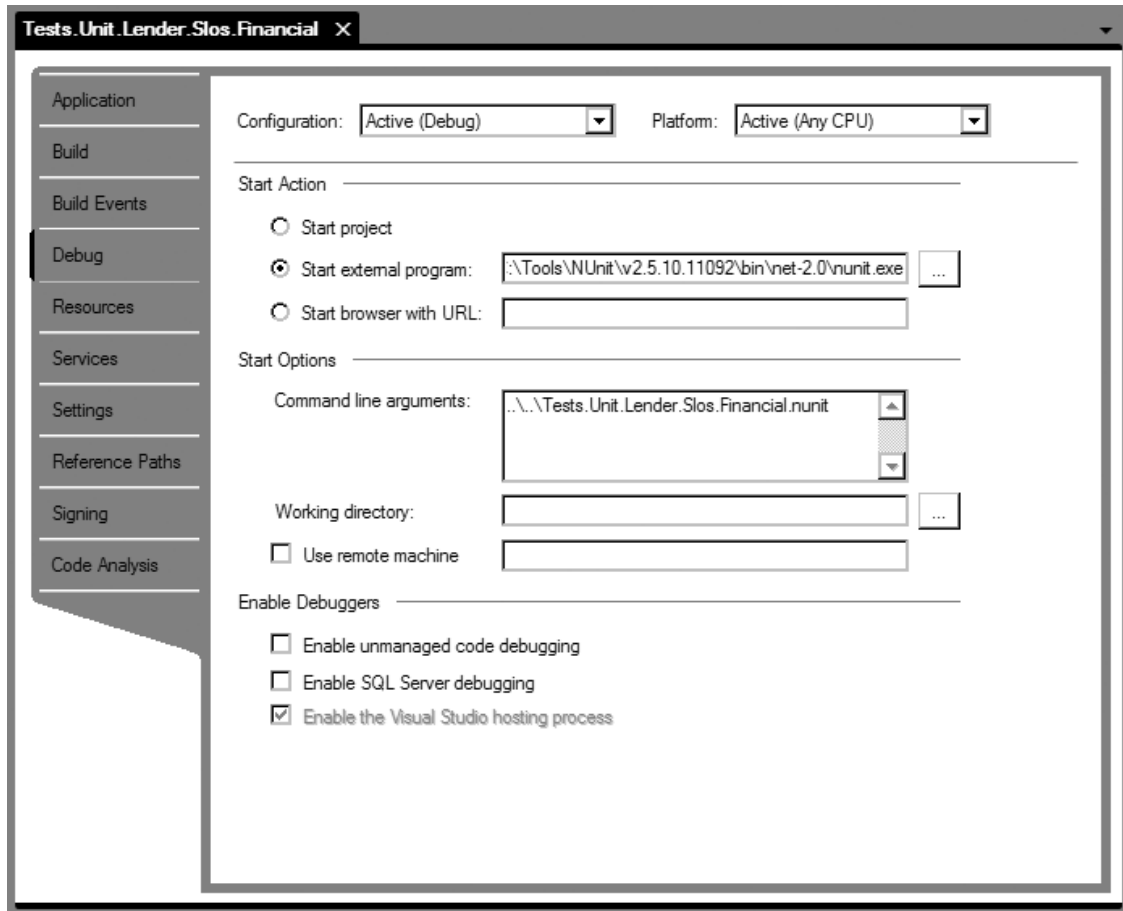 Tests.Unit.Lender.Slos.Financial X
Application
Build
Build Events
Debug
Resources
Services
Settings
Reference Paths
Signing
Code Analysis
Configuration: Active (Debug) Platform: Active (Any CPU)
Start Action
Start project
Start external program: :\Tools\NUnit\v2.5.10.11092\bin\net-2.0\nunit.exe ...
Start browser with URL:
Start Options
Command line arguments: ..\..\Tests.Unit.Lender.Slos.Financial.nunit
Working directory: ...
Use remote machine
Enable Debuggers
Enable unmanaged code debugging
Enable SQL Server debugging
Enable the Visual Studio hosting process